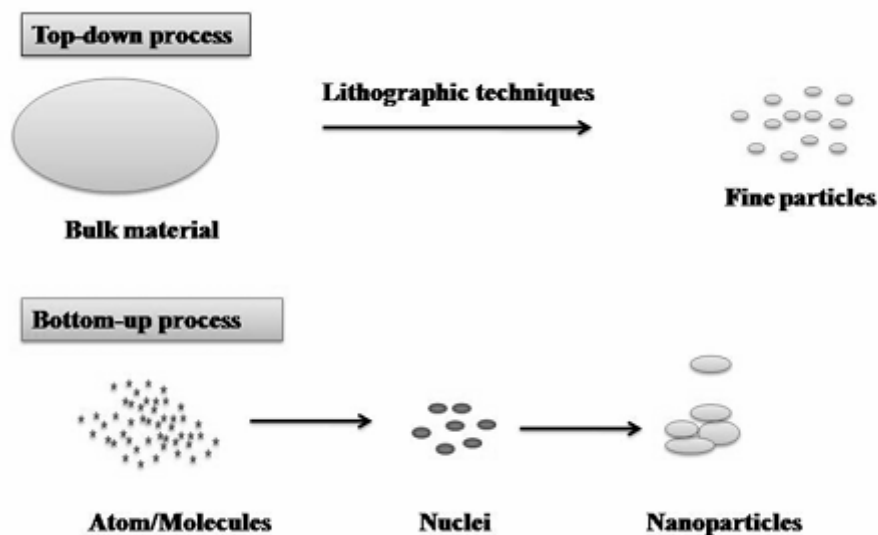 Top-down process
Lithographic techniques
Bulk material
Fine particles
Bottom-up process
Atom/Molecules
Nuclei
Nanoparticles